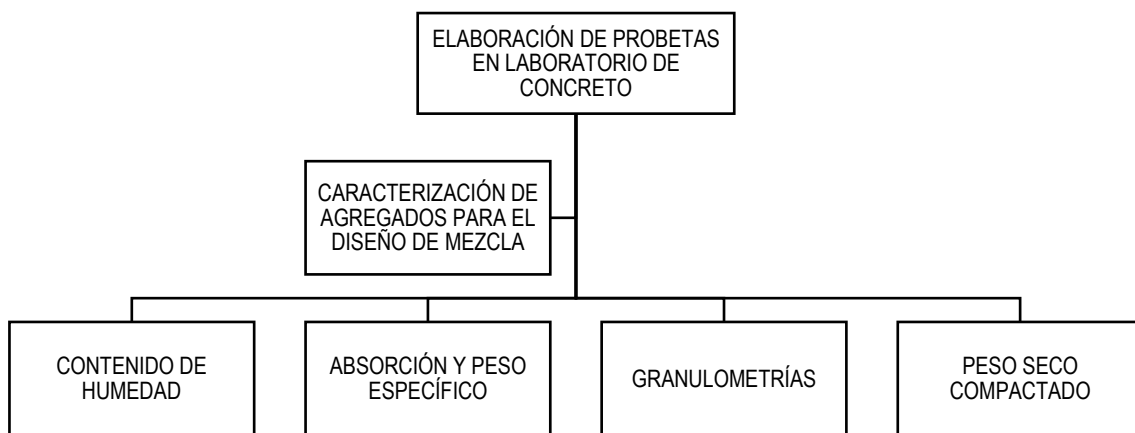 ELABORACIÓN DE PROBETAS
EN LABORATORIO DE
CONCRETO
CARACTERIZACIÓN DE
AGREGADOS PARA EL
DISEÑO DE MEZCLA
CONTENIDO DE
HUMEDAD
ABSORCIÓN Y PESO
ESPECÍFICO
GRANULOMETRÍAS
PESO SECO
COMPACTADO